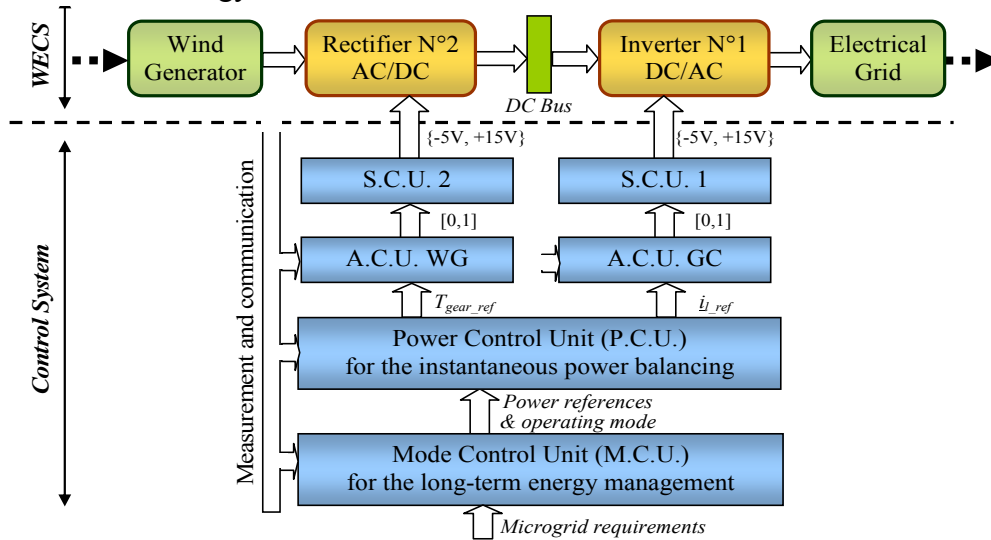 WECS
Wind
Generator
Rectifier N°2
AC/DC
DC Bus
Inverter N°1
DC/AC
Electrical
Grid
Control System
Measurement and communication
{-5V, +15V}
{-5V, +15V}
S.C.U. 2
S.C.U. 1
[0,1]
[0,1]
A.C.U. WG
A.C.U. GC
T_gear_ref
i_l_ref
Power Control Unit (P.C.U.)
for the instantaneous power balancing
Power references
& operating mode
Mode Control Unit (M.C.U.)
for the long-term energy management
Microgrid requirements